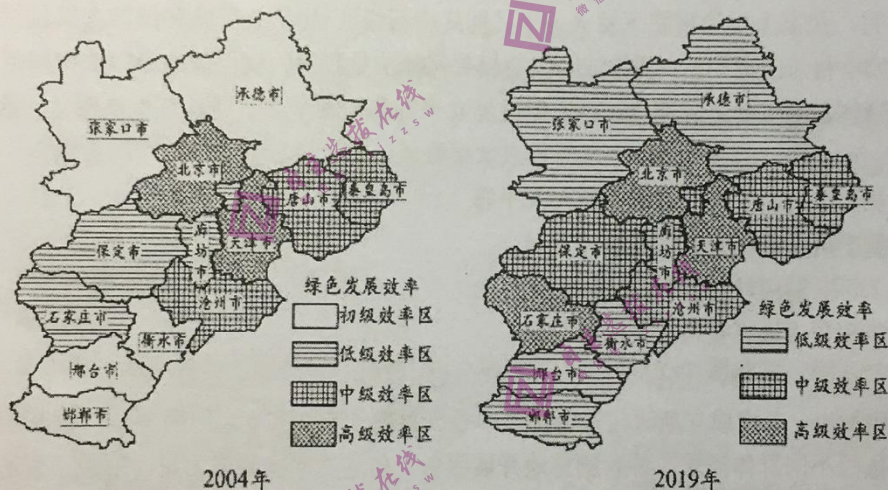 承德市
张家口市
北京市
唐山市
秦皇岛市
天津市
廊坊市
保定市
沧州市
石家庄市
衡水市
邢台市
邯郸市
绿色发展效率
初级效率区
低级效率区
中级效率区
高级效率区
2004年
承德市
张家口市
北京市
唐山市
秦皇岛市
天津市
廊坊市
保定市
沧州市
石家庄市
衡水市
邢台市
邯郸市
绿色发展效率
低级效率区
中级效率区
高级效率区
2019年